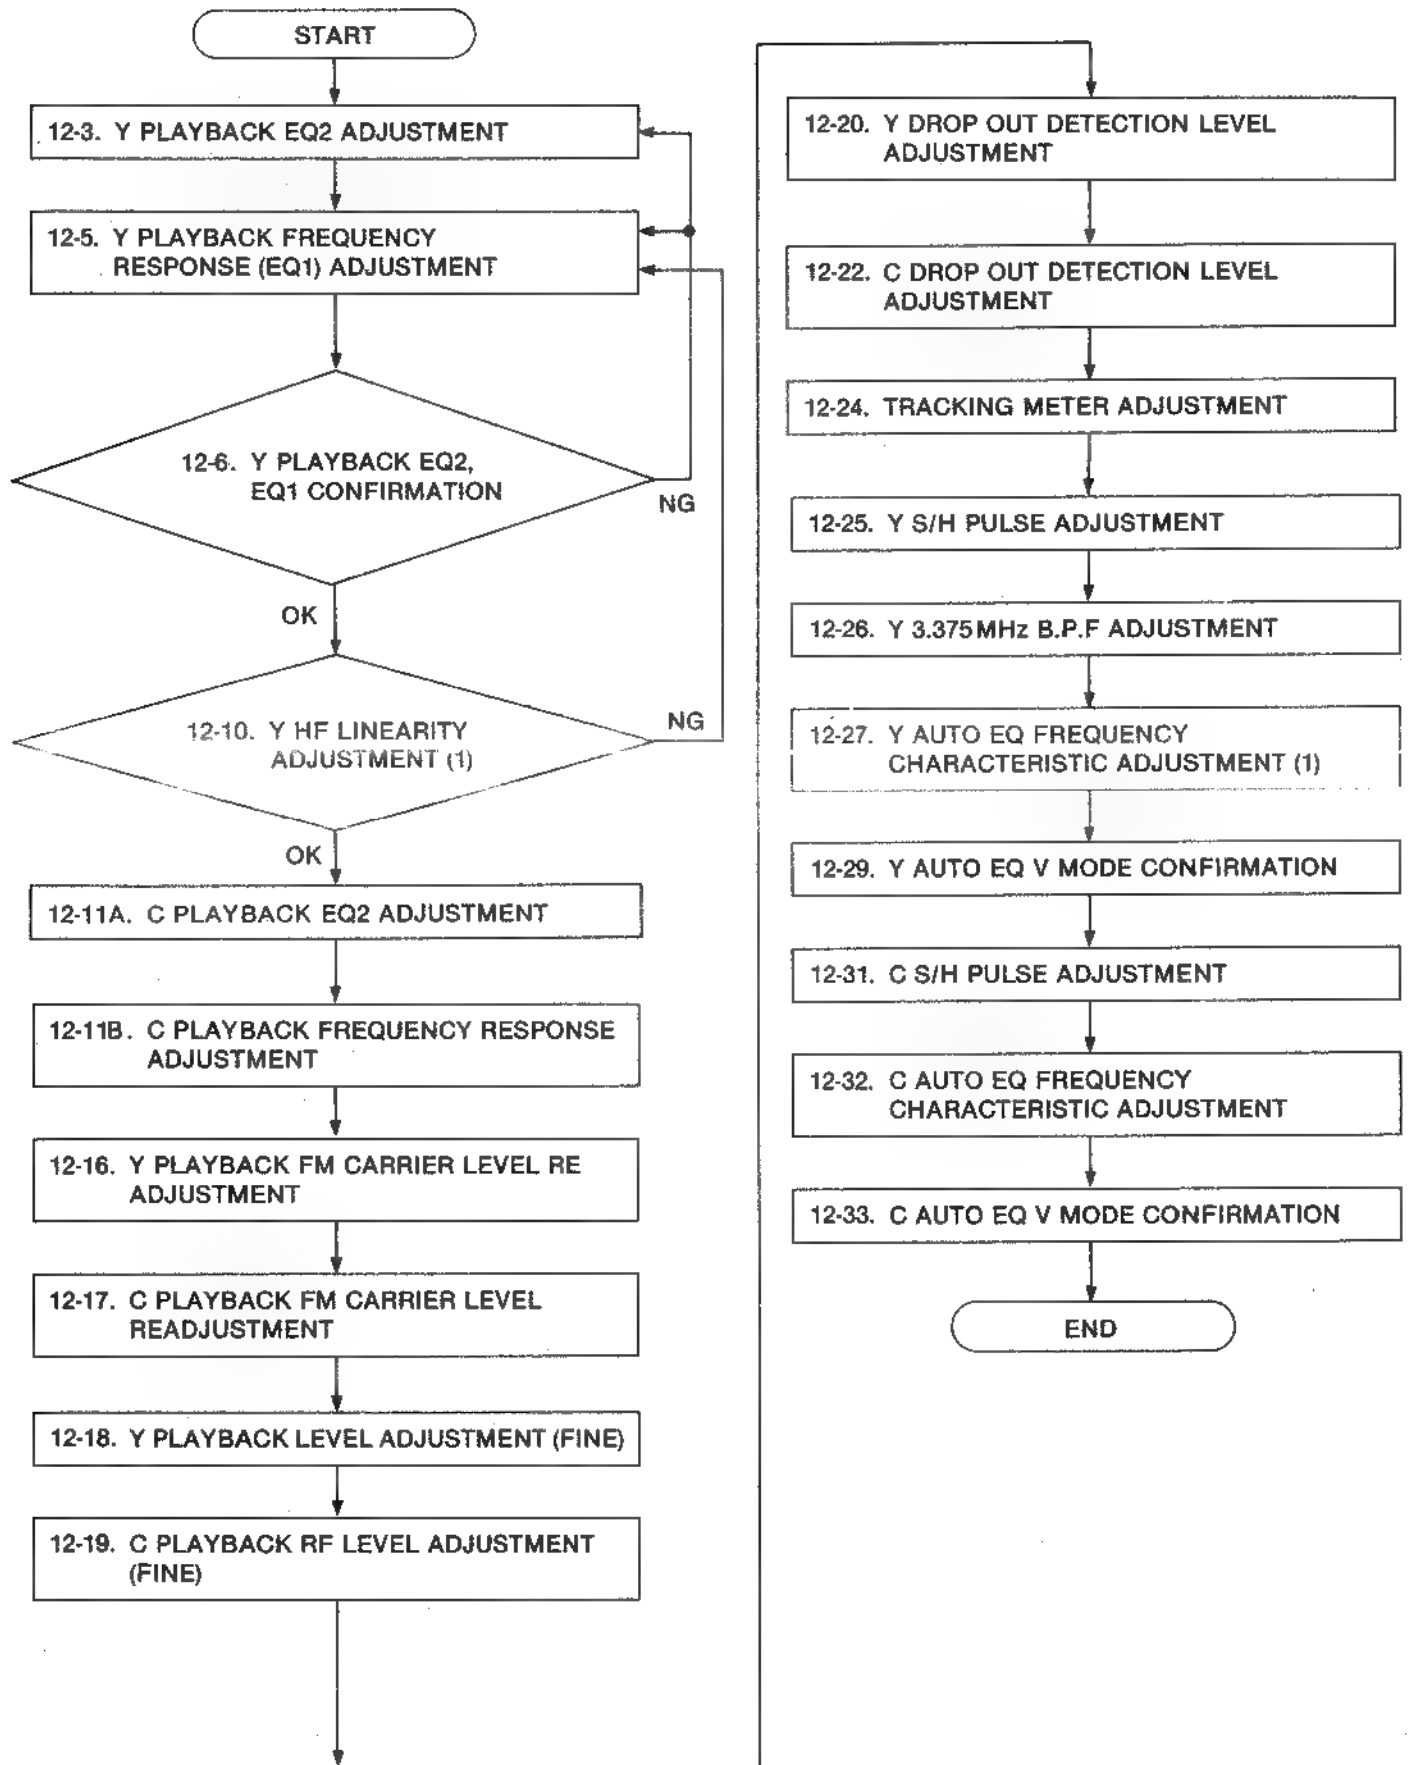 START
12-3. Y PLAYBACK EQ2 ADJUSTMENT
12-5. Y PLAYBACK FREQUENCY
RESPONSE (EQ1) ADJUSTMENT
12-6. Y PLAYBACK EQ2,
EQ1 CONFIRMATION
NG
OK
12-10. Y HF LINEARITY
ADJUSTMENT (1)
NG
OK
12-11A. C PLAYBACK EQ2 ADJUSTMENT
12-11B. C PLAYBACK FREQUENCY RESPONSE
ADJUSTMENT
12-16. Y PLAYBACK FM CARRIER LEVEL RE
ADJUSTMENT
12-17. C PLAYBACK FM CARRIER LEVEL
READJUSTMENT
12-18. Y PLAYBACK LEVEL ADJUSTMENT (FINE)
12-19. C PLAYBACK RF LEVEL ADJUSTMENT
(FINE)
12-20. Y DROP OUT DETECTION LEVEL
ADJUSTMENT
12-22. C DROP OUT DETECTION LEVEL
ADJUSTMENT
12-24. TRACKING METER ADJUSTMENT
12-25. Y S/H PULSE ADJUSTMENT
12-26. Y 3.375MHz B.P.F ADJUSTMENT
12-27. Y AUTO EQ FREQUENCY
CHARACTERISTIC ADJUSTMENT (1)
12-29. Y AUTO EQ V MODE CONFIRMATION
12-31. C S/H PULSE ADJUSTMENT
12-32. C AUTO EQ FREQUENCY
CHARACTERISTIC ADJUSTMENT
12-33. C AUTO EQ V MODE CONFIRMATION
END